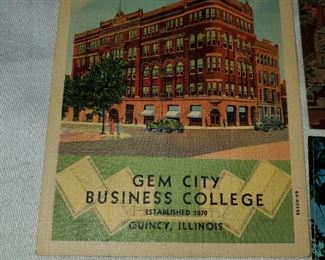 GEM CITY
BUSINESS COLLEGE
ESTABLISHED 1870
QUINCY, ILLINOIS